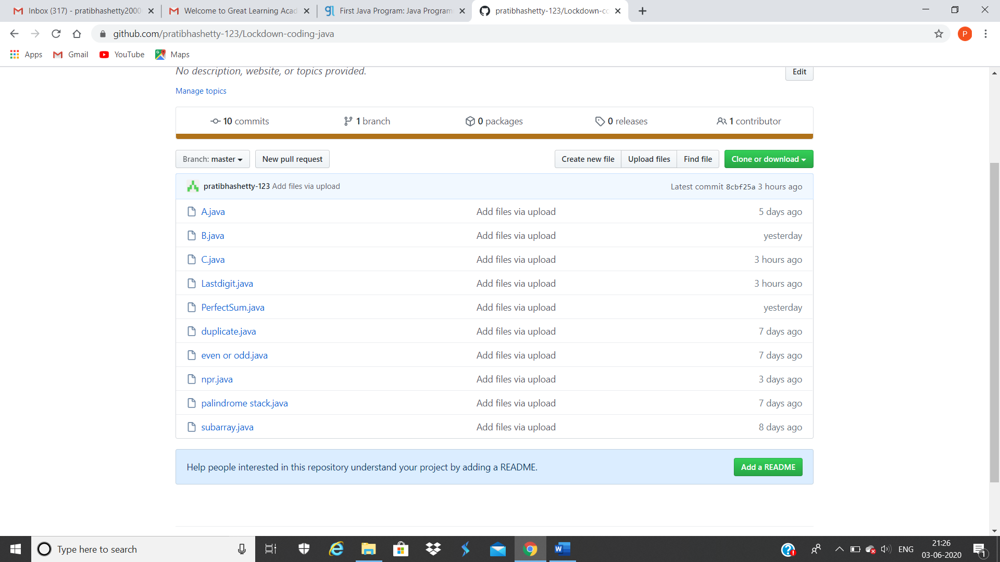 Inbox (317) - pratibhashetty2000
Welcome to Great Learning Acad
First Java Program: Java Program
pratibhashetty-123/Lockdown-co
github.com/pratibhashetty-123/Lockdown-coding-java
P
Apps Gmail YouTube Maps
No description, website, or topics provided.
Edit
Manage topics
10 commits 1 branch 0 packages 0 releases 1 contributor
Branch: master New pull request Create new file Upload files Find file Clone or download
pratibhashetty-123 Add files via upload Latest commit 8cbf25a 3 hours ago
A.java Add files via upload 5 days ago
B.java Add files via upload yesterday
C.java Add files via upload 3 hours ago
Lastdigit.java Add files via upload 3 hours ago
PerfectSum.java Add files via upload yesterday
duplicate.java Add files via upload 7 days ago
even or odd.java Add files via upload 7 days ago
npr.java Add files via upload 3 days ago
palindrome stack.java Add files via upload 7 days ago
subarray.java Add files via upload 8 days ago
Help people interested in this repository understand your project by adding a README. Add a README
Type here to search
ENG
21:26
03-06-2020
1